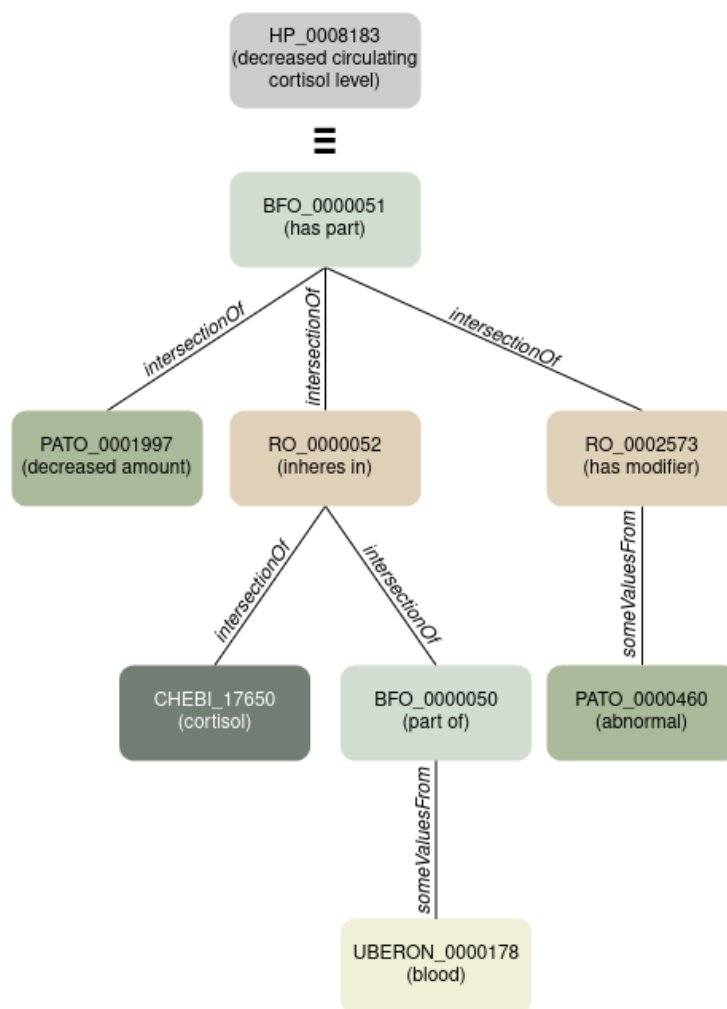 HP_0008183
(decreased circulating
cortisol level)
≡
BFO_0000051
(has part)
intersectionOf
intersectionOf
intersectionOf
PATO_0001997
(decreased amount)
RO_0000052
(inheres in)
RO_0002573
(has modifier)
intersectionOf
intersectionOf
someValuesFrom
CHEBI_17650
(cortisol)
BFO_0000050
(part of)
PATO_0000460
(abnormal)
someValuesFrom
UBERON_0000178
(blood)